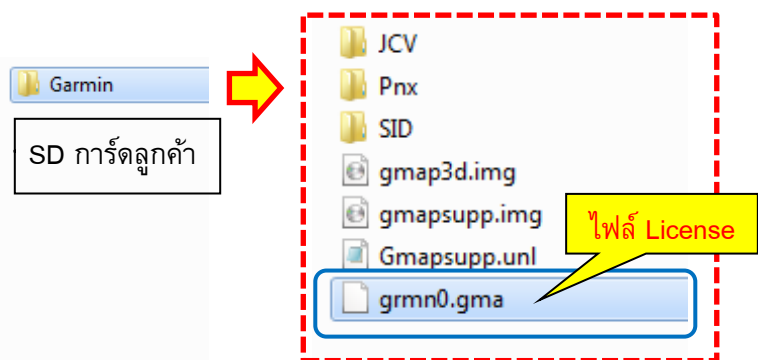 Garmin
SD การ์ดลูกค้า
JCV
Pnx
SID
gmap3d.img
gmapsupp.img
Gmapsupp.unl
grmn0.gma
ไฟล์ License